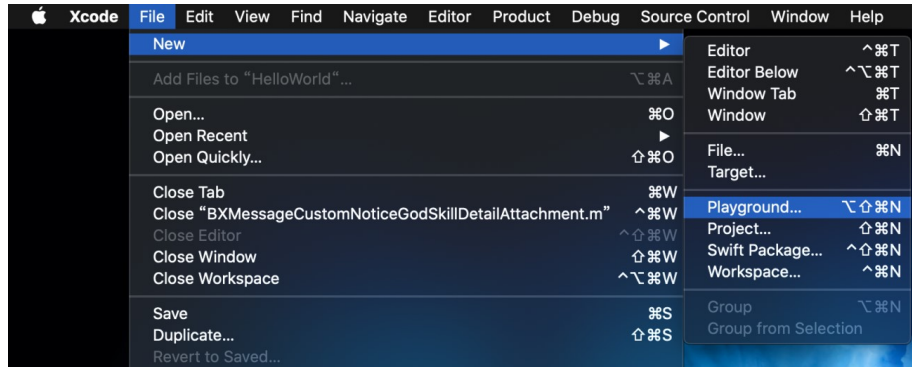 Xcode File Edit View Find Navigate Editor Product Debug Source Control Window Help
New ▶
Add Files to “HelloWorld”... ⌥⌘A
Open... ⌘O
Open Recent ▶
Open Quickly... ⇧⌘O
Close Tab ⌘W
Close “BXMessageCustomNoticeGodSkillDetailAttachment.m” ^⌘W
Close Editor ^⇧⌘W
Close Window ⇧⌘W
Close Workspace ^⌥⌘W
Save ⌘S
Duplicate... ⇧⌘S
Revert to Saved...
Editor ^⌘T
Editor Below ^⌥⌘T
Window Tab ⌘T
Window ⇧⌘T
File... ⌘N
Target...
Playground... ⌥⇧⌘N
Project... ⇧⌘N
Swift Package... ^⇧⌘N
Workspace... ^⌘N
Group ⌥⌘N
Group from Selection